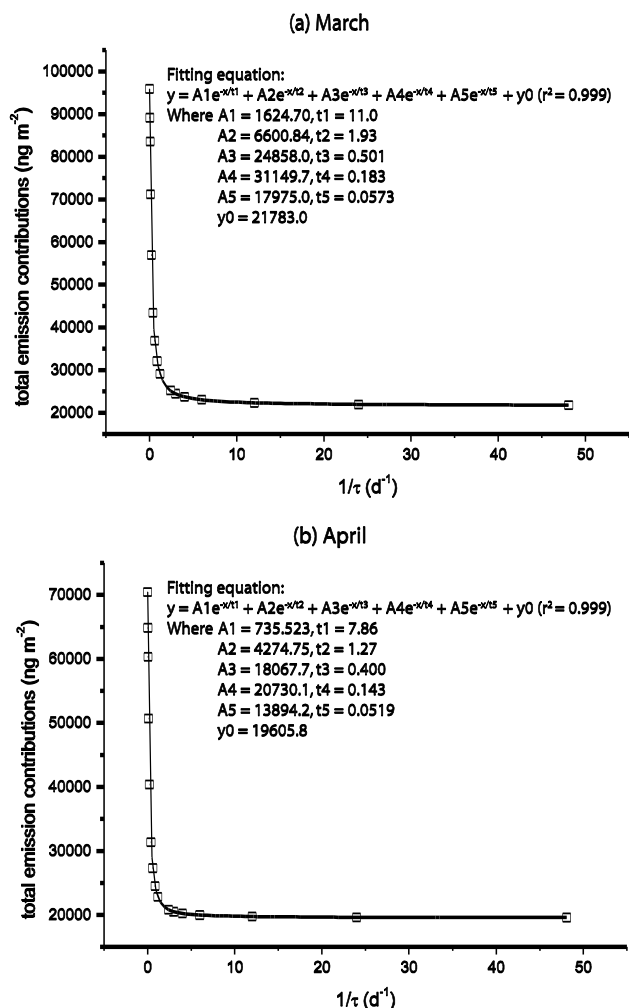 (a) March
100000
90000
80000
70000
60000
50000
40000
30000
20000
total emission contributions (ng m⁻²)
Fitting equation:
y = A1e^-x/t1 + A2e^-x/t2 + A3e^-x/t3 + A4e^-x/t4 + A5e^-x/t5 + y0 (r² = 0.999)
Where A1 = 1624.70, t1 = 11.0
A2 = 6600.84, t2 = 1.93
A3 = 24858.0, t3 = 0.501
A4 = 31149.7, t4 = 0.183
A5 = 17975.0, t5 = 0.0573
y0 = 21783.0
0 10 20 30 40 50
1/τ (d⁻¹)
(b) April
70000
60000
50000
40000
30000
20000
total emission contributions (ng m⁻²)
Fitting equation:
y = A1e^-x/t1 + A2e^-x/t2 + A3e^-x/t3 + A4e^-x/t4 + A5e^-x/t5 + y0 (r² = 0.999)
Where A1 = 735.523, t1 = 7.86
A2 = 4274.75, t2 = 1.27
A3 = 18067.7, t3 = 0.400
A4 = 20730.1, t4 = 0.143
A5 = 13894.2, t5 = 0.0519
y0 = 19605.8
0 10 20 30 40 50
1/τ (d⁻¹)